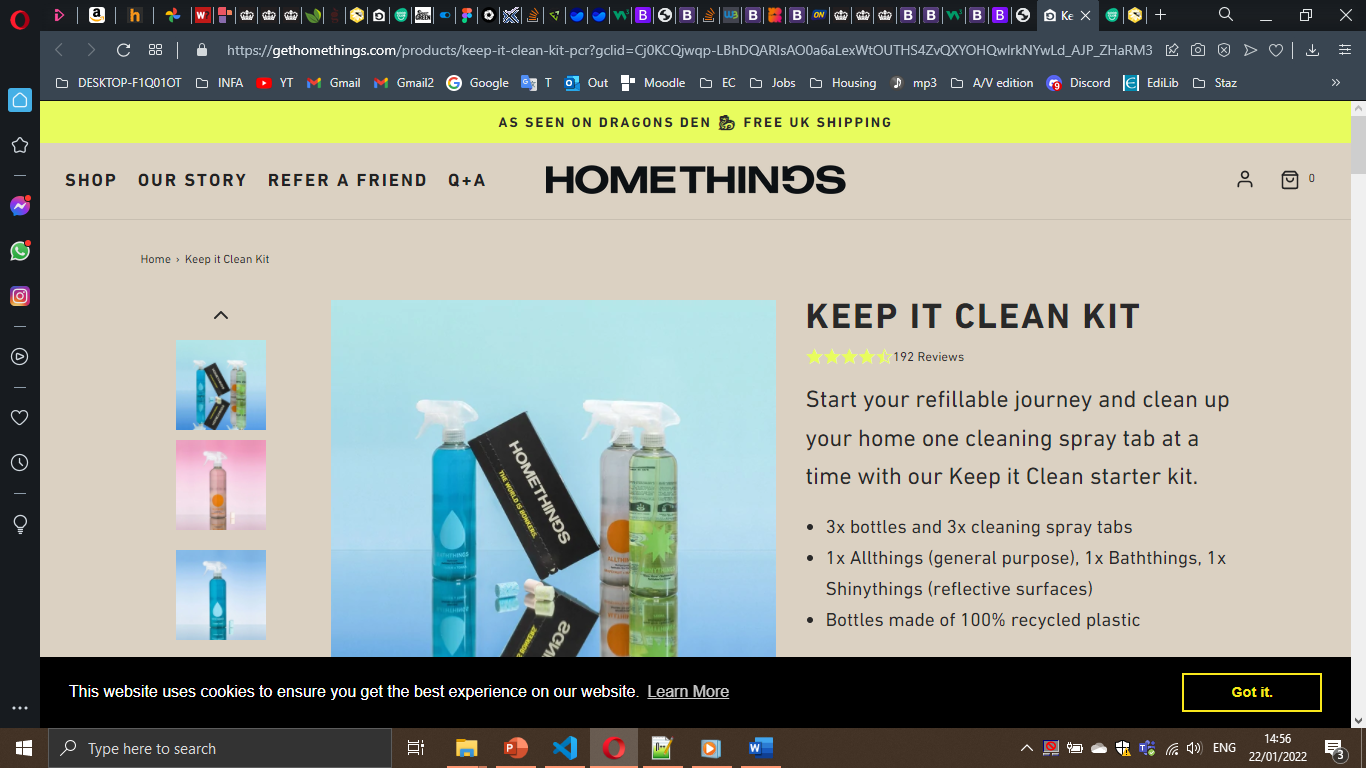 Ke
https://gethomethings.com/products/keep-it-clean-kit-pcr?gclid=Cj0KCQjwqp-LBhDQARIsAO0a6aLexWtOUTHS4ZvQXYOHQwIrkNYwLd_AJP_ZHaRM3
DESKTOP-F1Q01OT INFA YT Gmail Gmail2 Google T Out Moodle EC Jobs Housing mp3 A/V edition Discord EdiLib Staz »
AS SEEN ON DRAGONS DEN FREE UK SHIPPING
SHOP OUR STORY REFER A FRIEND Q+A HOMETHINGS 0
Home › Keep it Clean Kit
KEEP IT CLEAN KIT
192 Reviews
Start your refillable journey and clean up
your home one cleaning spray tab at a
time with our Keep it Clean starter kit.
• 3x bottles and 3x cleaning spray tabs
• 1x Allthings (general purpose), 1x Baththings, 1x
Shinythings (reflective surfaces)
• Bottles made of 100% recycled plastic
HOMETHINGS
THE WORLD IS BONKERS.
This website uses cookies to ensure you get the best experience on our website. Learn More Got it.
Type here to search
ENG
14:56
22/01/2022
3